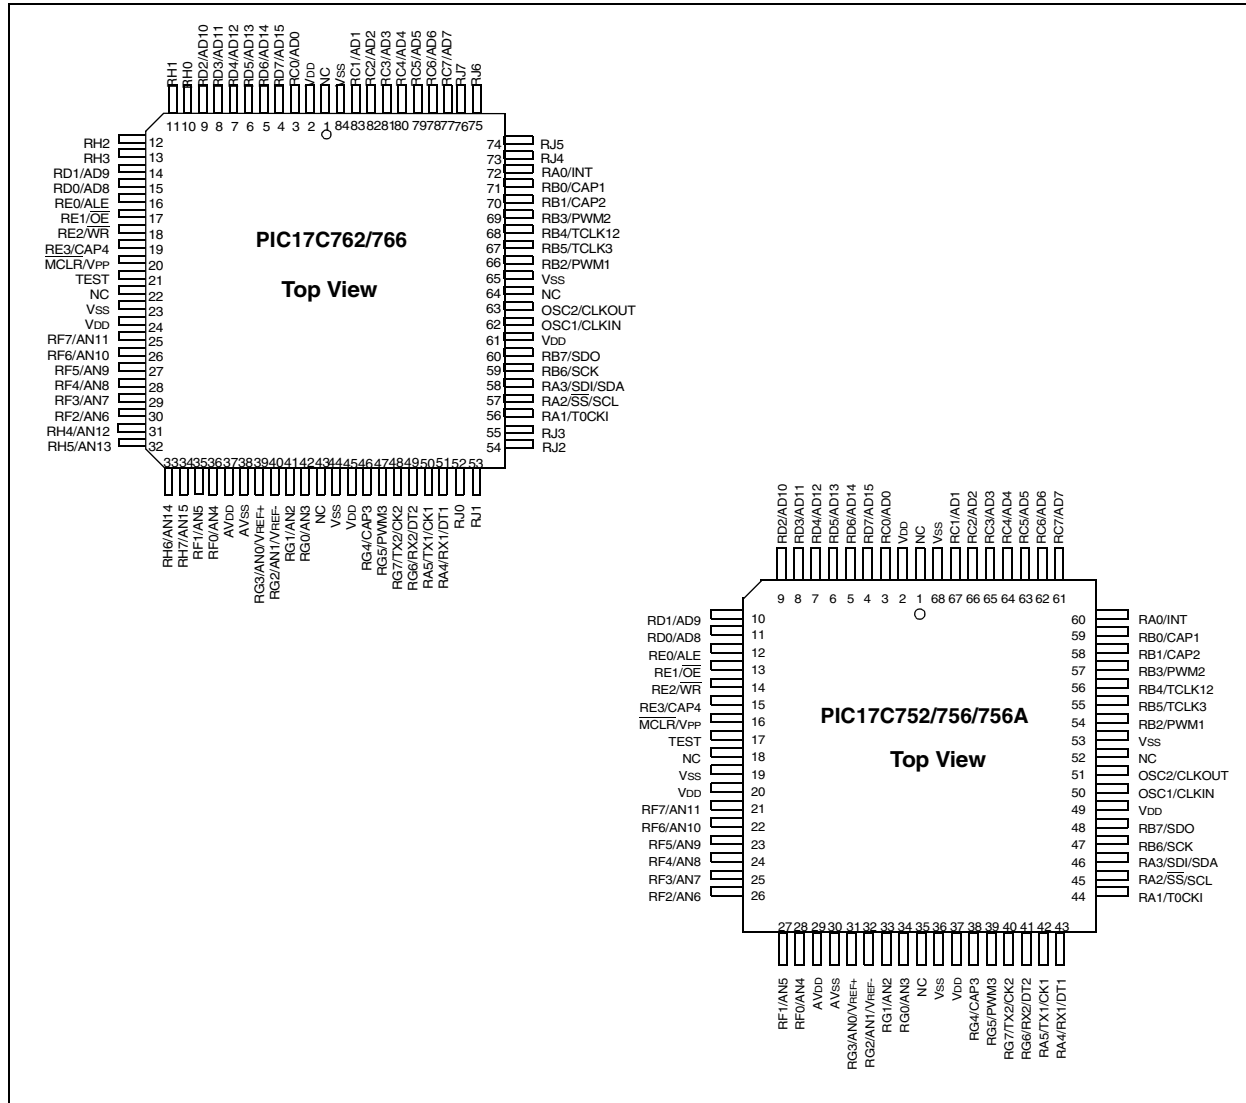 RH1
RH0
RD2/AD10
RD3/AD11
RD4/AD12
RD5/AD13
RD6/AD14
RD7/AD15
RC0/AD0
VDD
NC
VSS
RC1/AD1
RC2/AD2
RC3/AD3
RC4/AD4
RC5/AD5
RC6/AD6
RC7/AD7
RJ7
RJ6
11 10 9 8 7 6 5 4 3 2 1 84 83 82 81 80 79 78 77 76 75
RH2 12
RH3 13
RD1/AD9 14
RD0/AD8 15
RE0/ALE 16
RE1/OE 17
RE2/WR 18
RE3/CAP4 19
MCLR/VPP 20
TEST 21
NC 22
VSS 23
VDD 24
RF7/AN11 25
RF6/AN10 26
RF5/AN9 27
RF4/AN8 28
RF3/AN7 29
RF2/AN6 30
RH4/AN12 31
RH5/AN13 32
PIC17C762/766
Top View
74 RJ5
73 RJ4
72 RA0/INT
71 RB0/CAP1
70 RB1/CAP2
69 RB3/PWM2
68 RB4/TCLK12
67 RB5/TCLK3
66 RB2/PWM1
65 VSS
64 NC
63 OSC2/CLKOUT
62 OSC1/CLKIN
61 VDD
60 RB7/SDO
59 RB6/SCK
58 RA3/SDI/SDA
57 RA2/SS/SCL
56 RA1/T0CKI
55 RJ3
54 RJ2
33 34 35 36 37 38 39 40 41 42 43 44 45 46 47 48 49 50 51 52 53
RH6/AN14
RH7/AN15
RF1/AN5
RF0/AN4
AVDD
AVSS
RG3/AN0/VREF+
RG2/AN1/VREF-
RG1/AN2
RG0/AN3
NC
VSS
VDD
RG4/CAP3
RG5/PWM3
RG7/TX2/CK2
RG6/RX2/DT2
RA5/TX1/CK1
RA4/RX1/DT1
RJ0
RJ1
RD2/AD10
RD3/AD11
RD4/AD12
RD5/AD13
RD6/AD14
RD7/AD15
RC0/AD0
VDD
NC
VSS
RC1/AD1
RC2/AD2
RC3/AD3
RC4/AD4
RC5/AD5
RC6/AD6
RC7/AD7
9 8 7 6 5 4 3 2 1 68 67 66 65 64 63 62 61
RD1/AD9 10
RD0/AD8 11
RE0/ALE 12
RE1/OE 13
RE2/WR 14
RE3/CAP4 15
MCLR/VPP 16
TEST 17
NC 18
VSS 19
VDD 20
RF7/AN11 21
RF6/AN10 22
RF5/AN9 23
RF4/AN8 24
RF3/AN7 25
RF2/AN6 26
PIC17C752/756/756A
Top View
60 RA0/INT
59 RB0/CAP1
58 RB1/CAP2
57 RB3/PWM2
56 RB4/TCLK12
55 RB5/TCLK3
54 RB2/PWM1
53 VSS
52 NC
51 OSC2/CLKOUT
50 OSC1/CLKIN
49 VDD
48 RB7/SDO
47 RB6/SCK
46 RA3/SDI/SDA
45 RA2/SS/SCL
44 RA1/T0CKI
27 28 29 30 31 32 33 34 35 36 37 38 39 40 41 42 43
RF1/AN5
RF0/AN4
AVDD
AVSS
RG3/AN0/VREF+
RG2/AN1/VREF-
RG1/AN2
RG0/AN3
NC
VSS
VDD
RG4/CAP3
RG5/PWM3
RG7/TX2/CK2
RG6/RX2/DT2
RA5/TX1/CK1
RA4/RX1/DT1